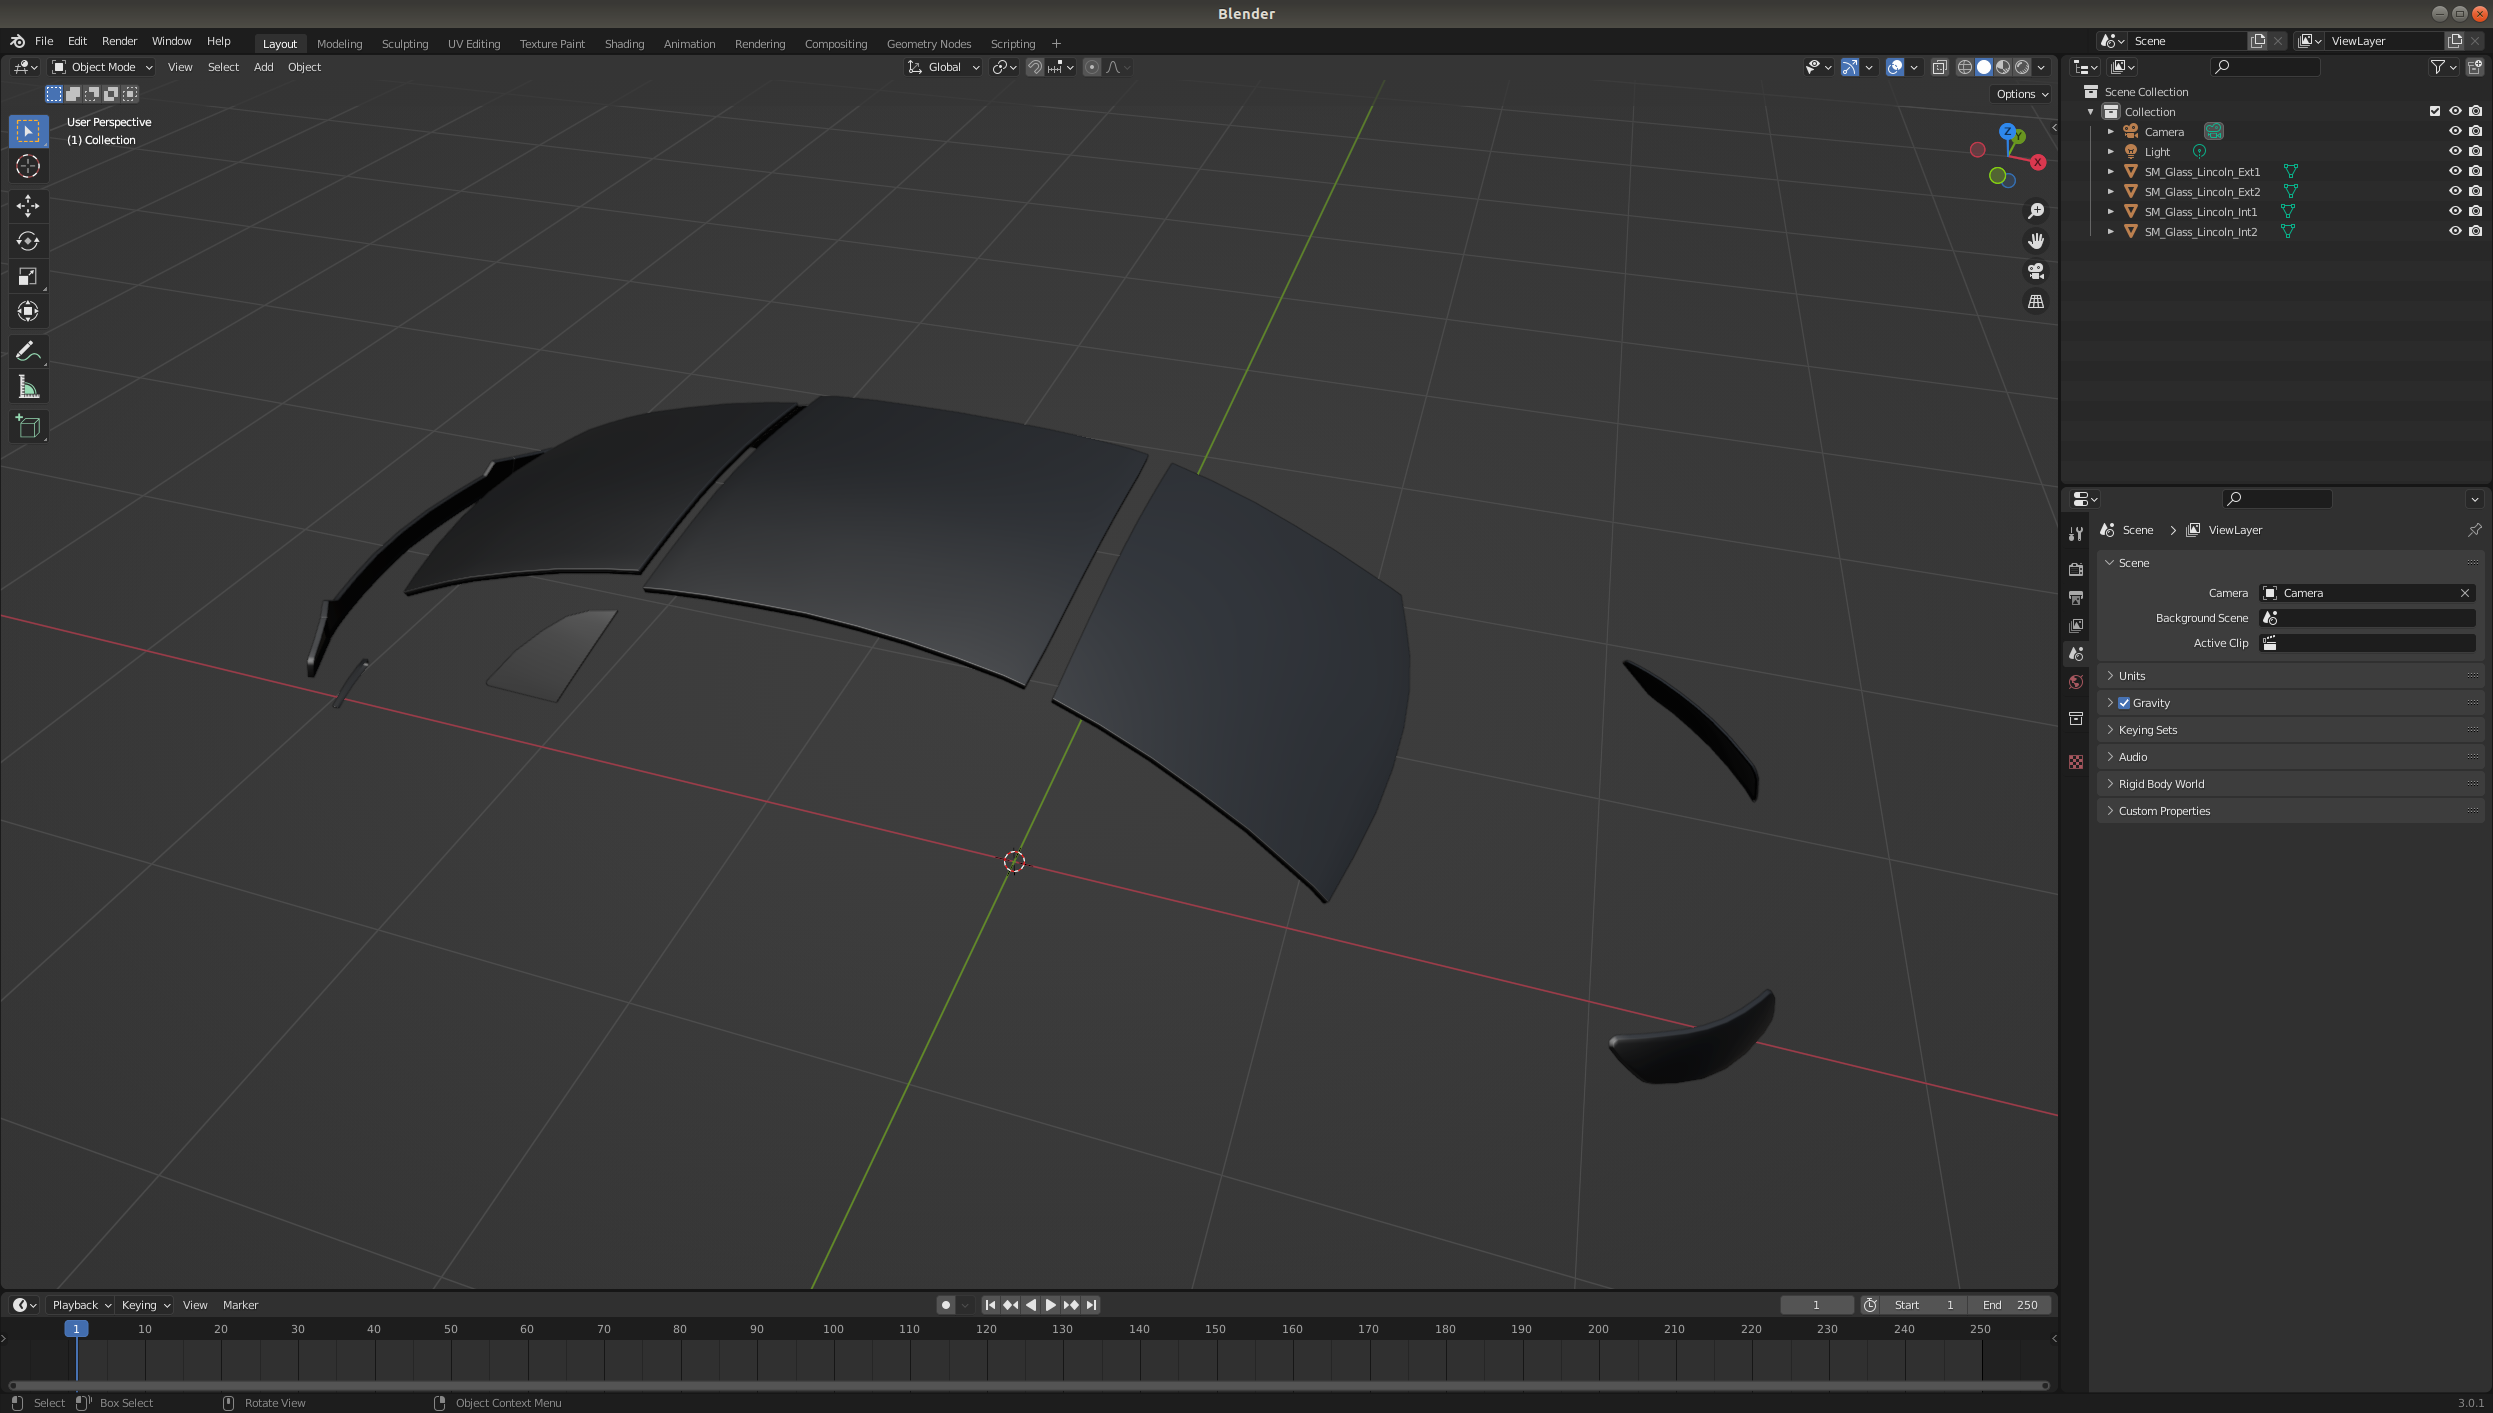 Blender
File Edit Render Window Help Layout Modeling Sculpting UV Editing Texture Paint Shading Animation Rendering Compositing Geometry Nodes Scripting + Scene ViewLayer
Object Mode View Select Add Object Global
Options
User Perspective
(1) Collection
Z Y
X
Scene Collection
Collection
Camera
Light
SM_Glass_Lincoln_Ext1
SM_Glass_Lincoln_Ext2
SM_Glass_Lincoln_Int1
SM_Glass_Lincoln_Int2
Scene > ViewLayer
Scene
Camera Camera
Background Scene
Active Clip
Units
Gravity
Keying Sets
Audio
Rigid Body World
Custom Properties
Playback Keying View Marker 1 Start 1 End 250
1 10 20 30 40 50 60 70 80 90 100 110 120 130 140 150 160 170 180 190 200 210 220 230 240 250
Select Box Select Rotate View Object Context Menu 3.0.1